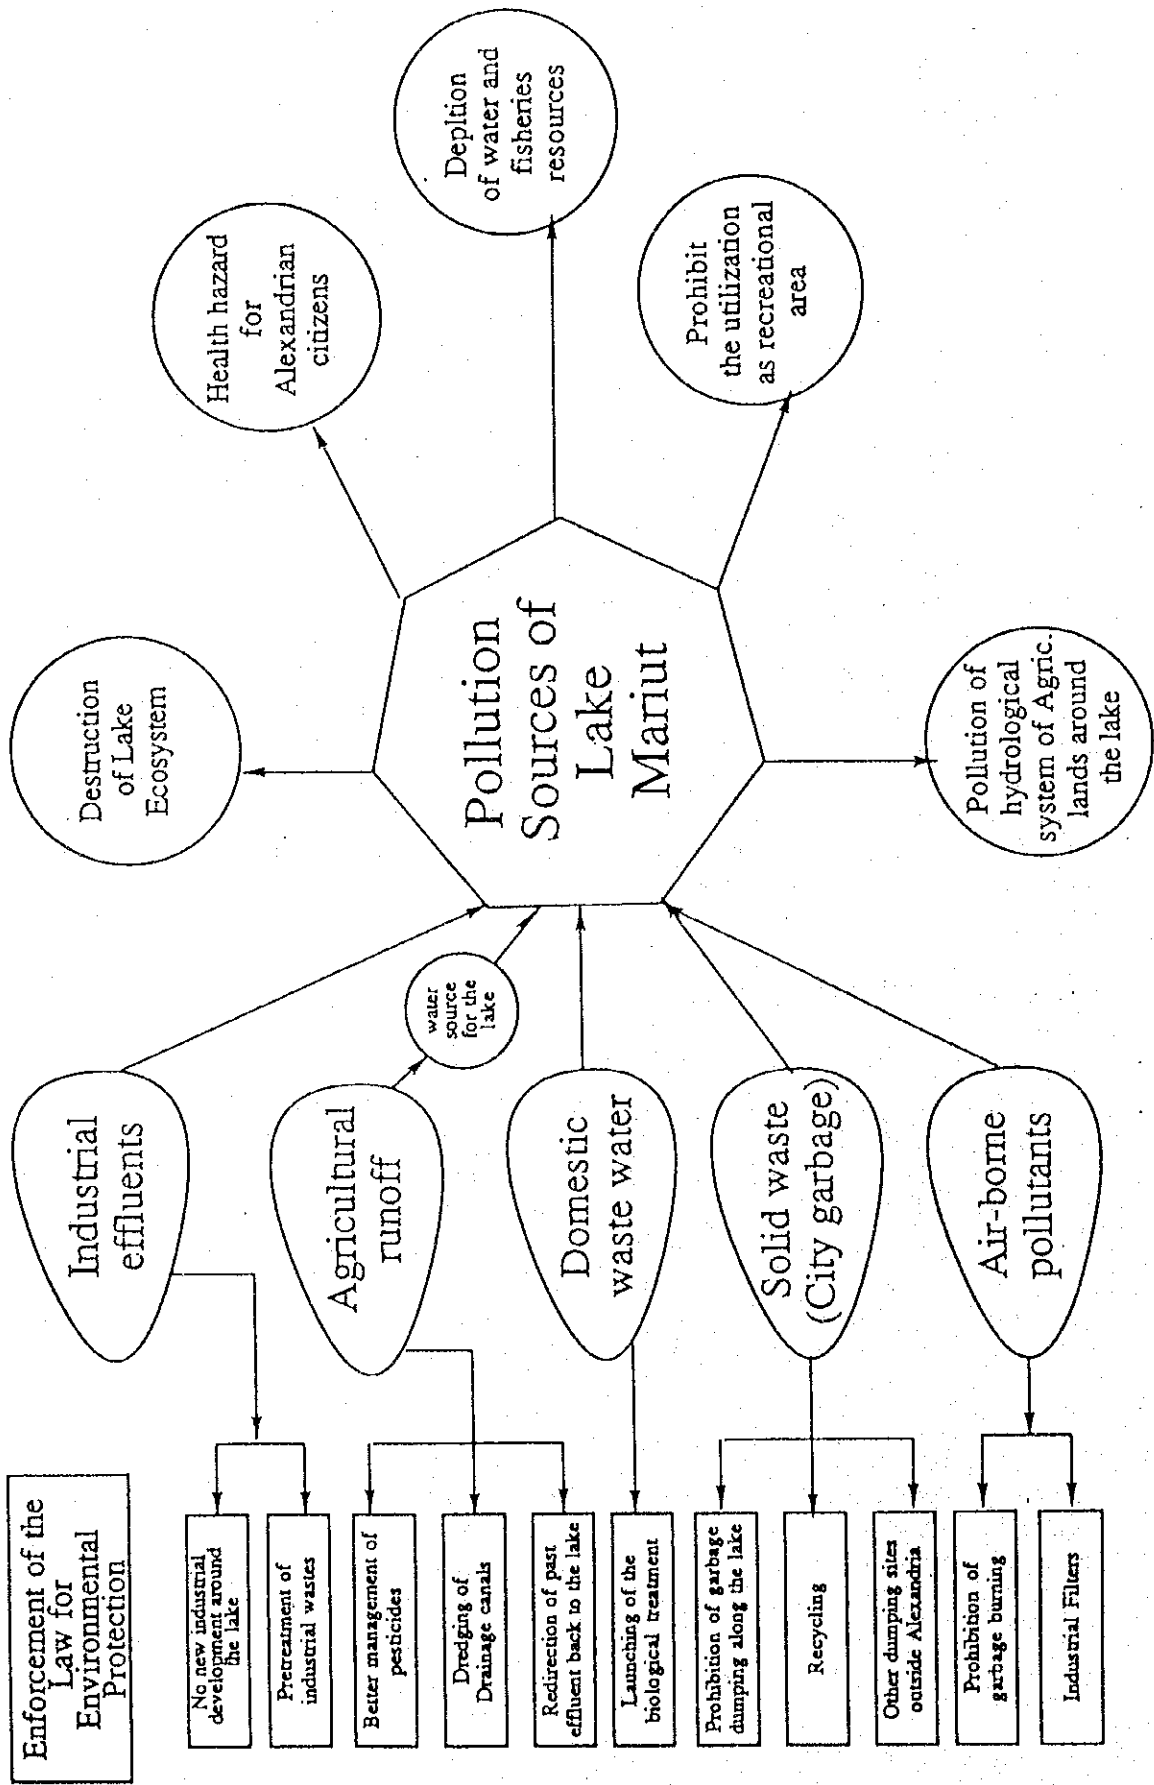 Enforcement of the
Law for
Environmental
Protection
No new industrial
development around
the lake
Pretreatment of
industrial wastes
Better management of
pesticides
Dredging of
Drainage canals
Redirection of past
effluent back to the lake
Launching of the
biological treatment
Prohibition of garbage
dumping along the lake
Recycling
Other dumping sites
outside Alexandria
Prohibition of
garbage burning
Industrial Filters
Industrial
effluents
Agricultural
runoff
Domestic
waste water
Solid waste
(City garbage)
Air-borne
pollutants
water
source
for the
lake
Pollution
Sources of
Lake
Mariut
Destruction
of Lake
Ecosystem
Health hazard
for
Alexandrian
citizens
Depltion
of water and
fisheries
resources
Prohibit
the utilization
as recreational
area
Pollution of
hydrological
system of Agric.
lands around
the lake